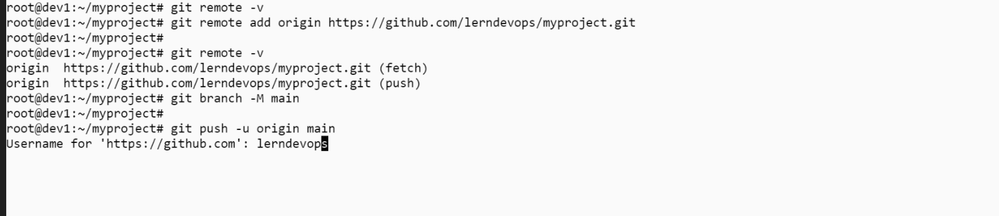 root@dev1:~/myproject# git remote -v
root@dev1:~/myproject# git remote add origin https://github.com/lerndevops/myproject.git
root@dev1:~/myproject#
root@dev1:~/myproject# git remote -v
origin  https://github.com/lerndevops/myproject.git (fetch)
origin  https://github.com/lerndevops/myproject.git (push)
root@dev1:~/myproject# git branch -M main
root@dev1:~/myproject#
root@dev1:~/myproject# git push -u origin main
Username for 'https://github.com': lerndevops